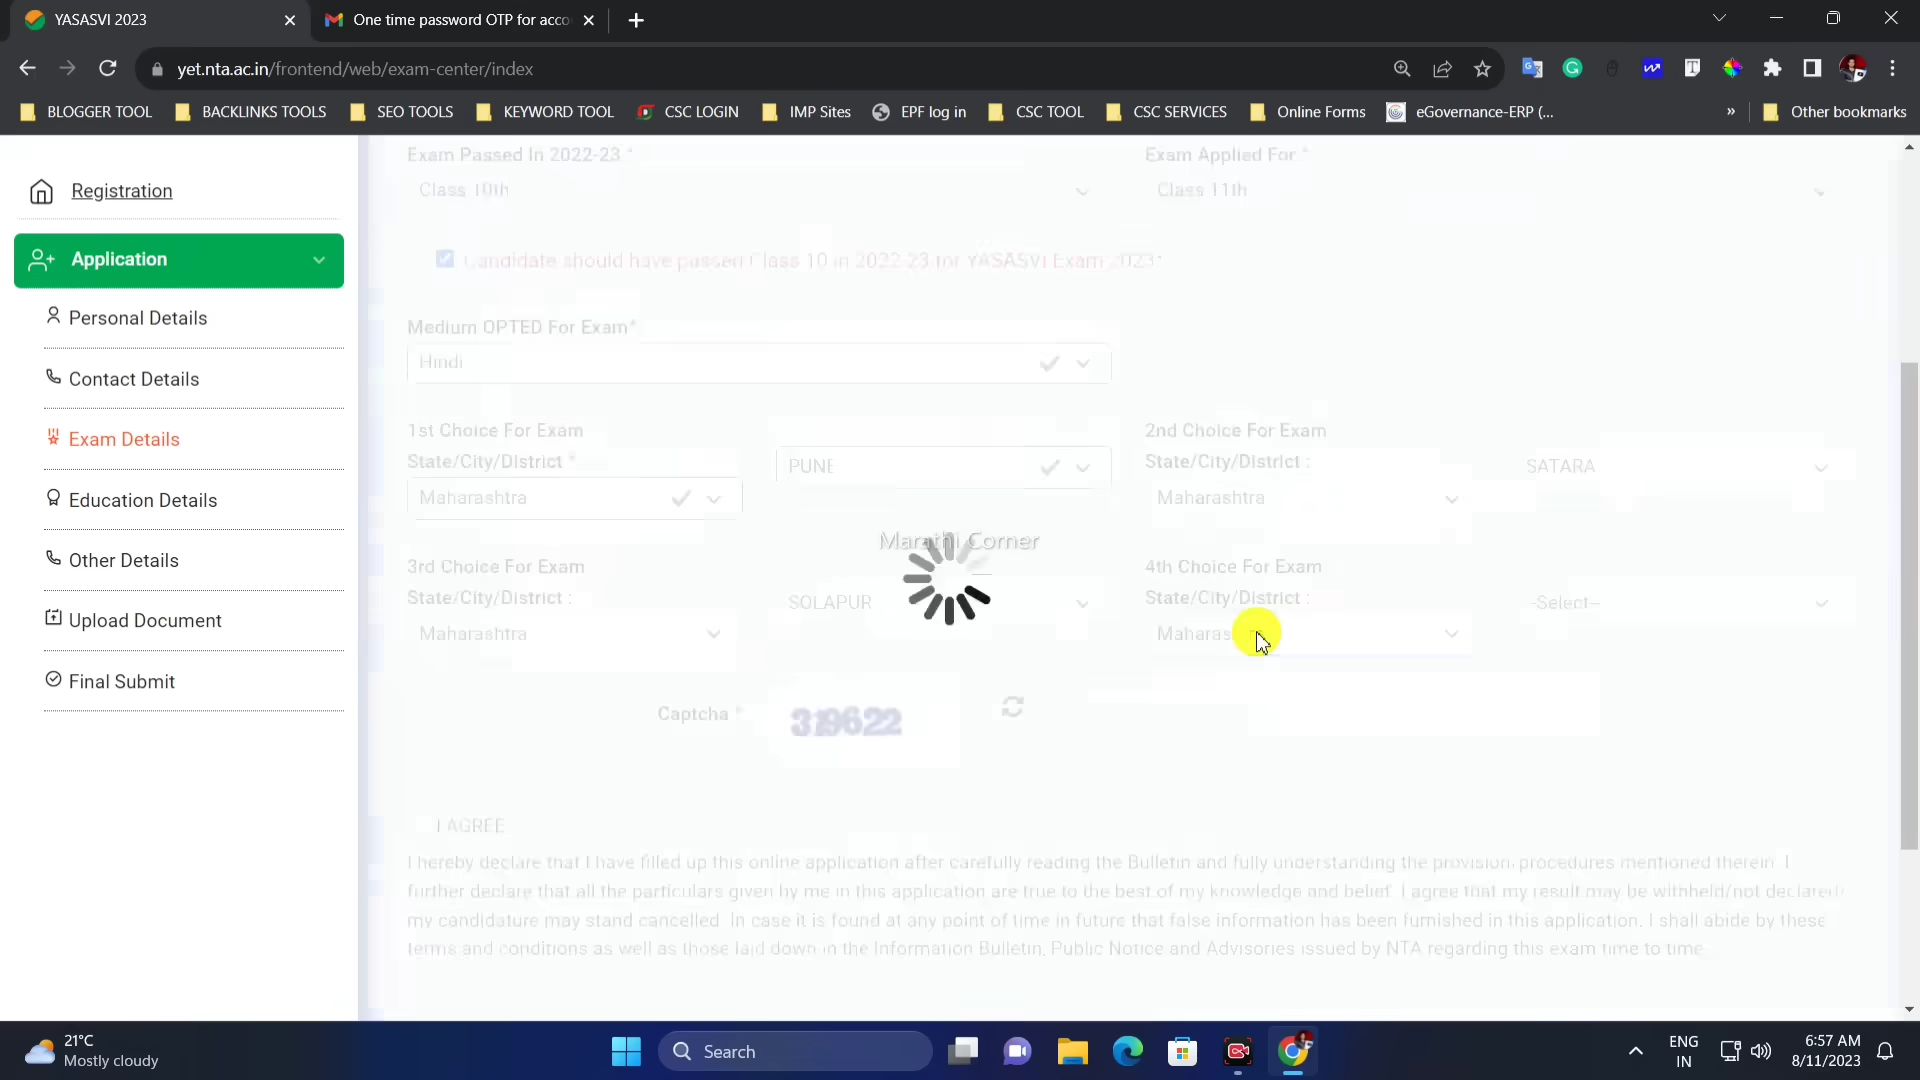 YASASVI 2023
One time password OTP for acco
yet.nta.ac.in/frontend/web/exam-center/index
BLOGGER TOOL
BACKLINKS TOOLS
SEO TOOLS
KEYWORD TOOL
CSC LOGIN
IMP Sites
EPF log in
CSC TOOL
CSC SERVICES
Online Forms
eGovernance-ERP (...
»
Other bookmarks
Registration
Application
Personal Details
Contact Details
Exam Details
Education Details
Other Details
Upload Document
Final Submit
Exam Passed In 2022-23 *
Exam Applied For *
Class 10th
Class 11th
Candidate should have passed Class 10 in 2022-23 for YASASVI Exam 2023*
Medium OPTED For Exam*
Hindi
1st Choice For Exam
State/City/District *
Maharashtra
PUNE
2nd Choice For Exam
State/City/District :
Maharashtra
SATARA
Marathi Corner
3rd Choice For Exam
State/City/District :
Maharashtra
SOLAPUR
4th Choice For Exam
State/City/District :
Maharas
--Select--
Captcha *
319622
I AGREE
I hereby declare that I have filled up this online application after carefully reading the Bulletin and fully understanding the provision, procedures mentioned therein. I
further declare that all the particulars given by me in this application are true to the best of my knowledge and belief. I agree that my result may be withheld/not declared/
my candidature may stand cancelled. In case it is found at any point of time in future that false information has been furnished in this application. I shall abide by these
terms and conditions as well as those laid down in the Information Bulletin, Public Notice and Advisories issued by NTA regarding this exam time to time.
21°C
Mostly cloudy
Search
ENG
IN
6:57 AM
8/11/2023